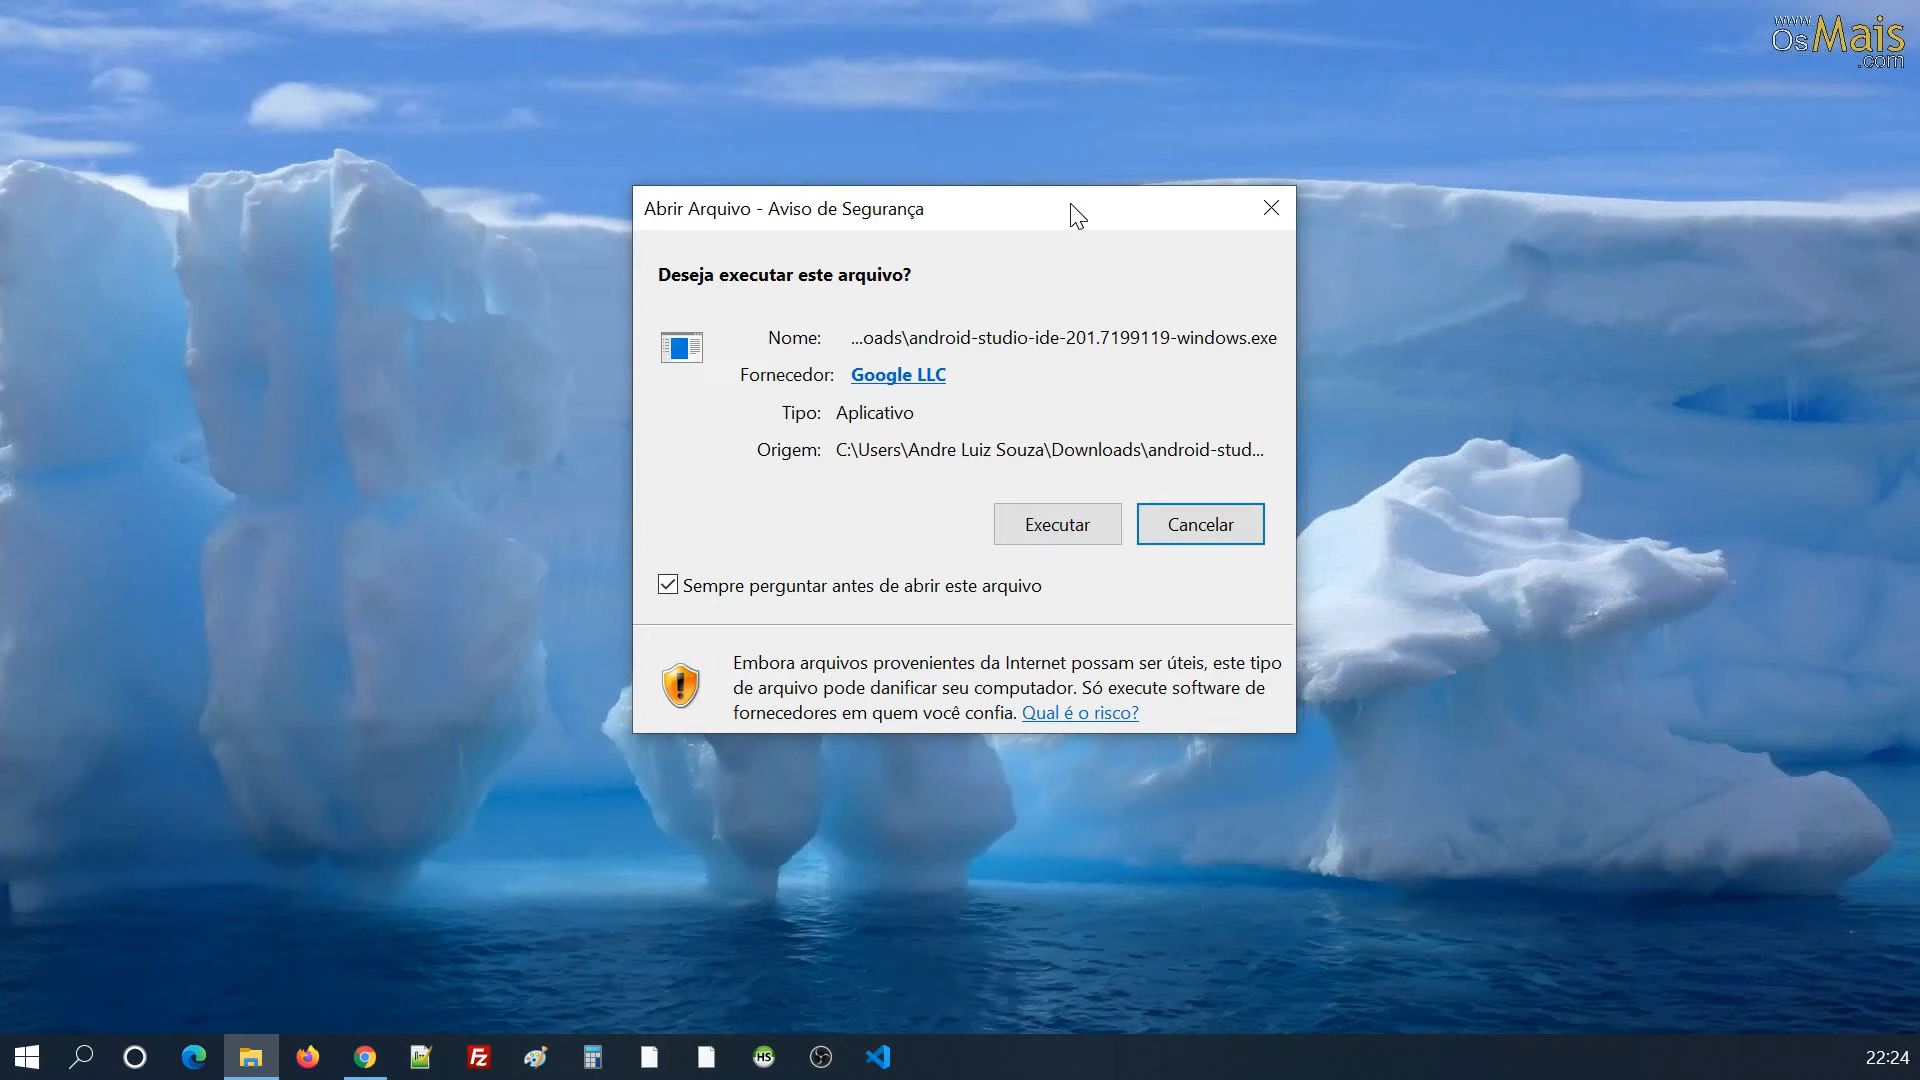 www
OsMais
.com
Abrir Arquivo - Aviso de Segurança
Deseja executar este arquivo?
Nome: ...oads\android-studio-ide-201.7199119-windows.exe
Fornecedor: Google LLC
Tipo: Aplicativo
Origem: C:\Users\Andre Luiz Souza\Downloads\android-stud...
Executar Cancelar
Sempre perguntar antes de abrir este arquivo
Embora arquivos provenientes da Internet possam ser úteis, este tipo
de arquivo pode danificar seu computador. Só execute software de
fornecedores em quem você confia. Qual é o risco?
Fz
HS
22:24